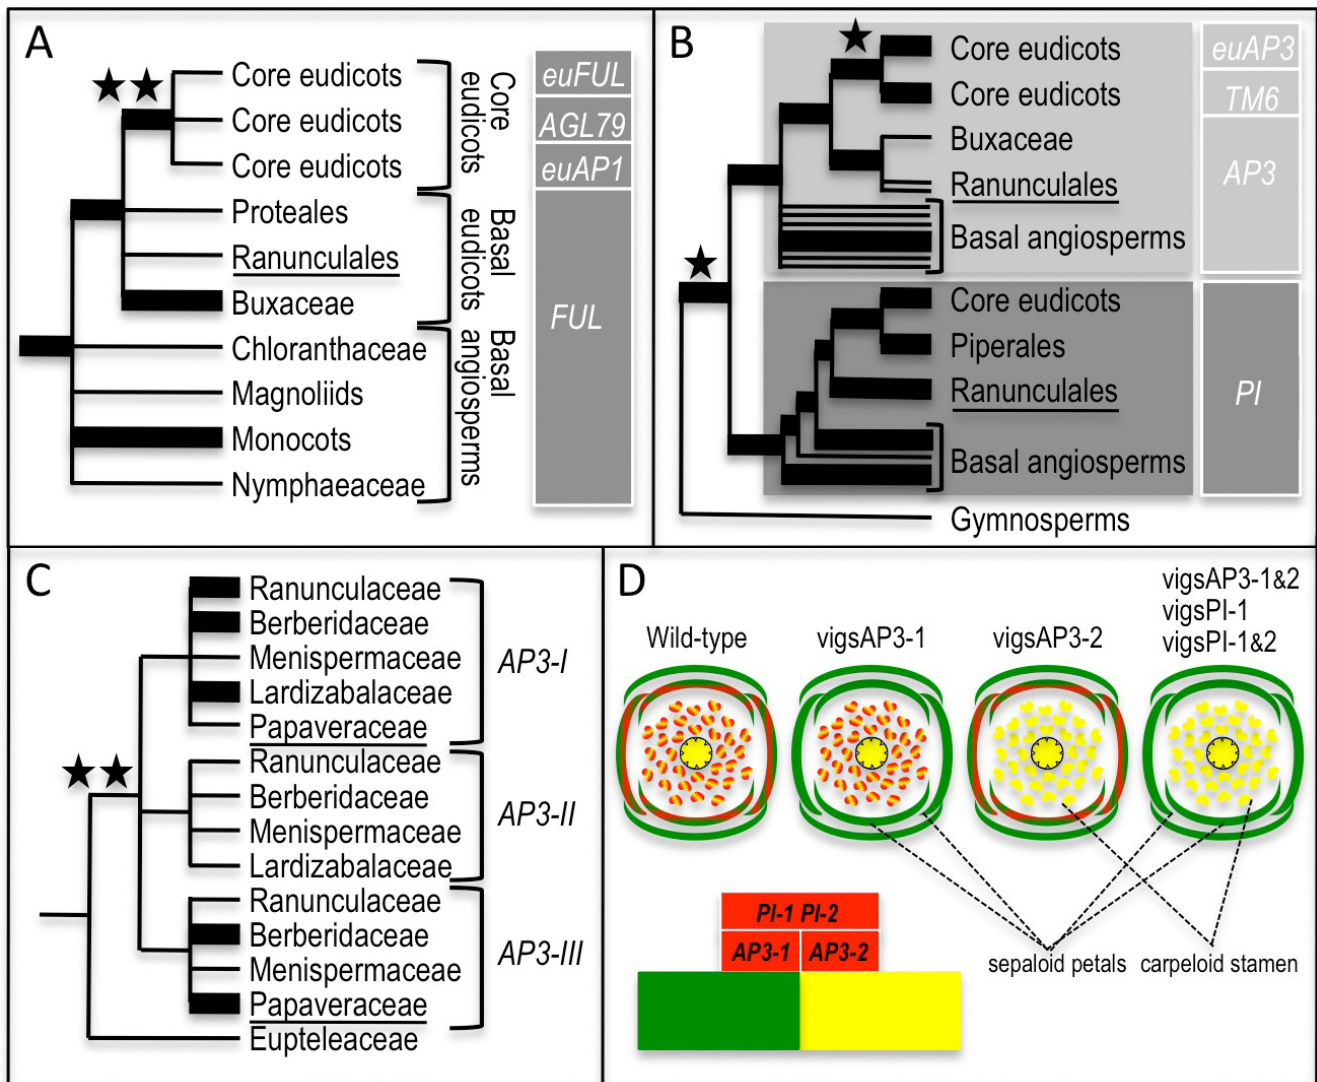 A
Core eudicots
Core eudicots
Core eudicots
Proteales
Ranunculales
Buxaceae
Chloranthaceae
Magnoliids
Monocots
Nymphaeaceae
Core
eudicots
Basal
eudicots
Basal
angiosperms
euFUL
AGL79
euAP1
FUL
B
Core eudicots
Core eudicots
Buxaceae
Ranunculales
Basal angiosperms
Core eudicots
Piperales
Ranunculales
Basal angiosperms
Gymnosperms
euAP3
TM6
AP3
PI
C
Ranunculaceae
Berberidaceae
Menispermaceae
Lardizabalaceae
Papaveraceae
Ranunculaceae
Berberidaceae
Menispermaceae
Lardizabalaceae
Ranunculaceae
Berberidaceae
Menispermaceae
Papaveraceae
Eupteleaceae
AP3-I
AP3-II
AP3-III
D
Wild-type
vigsAP3-1
vigsAP3-2
vigsAP3-1&2
vigsPI-1
vigsPI-1&2
PI-1 PI-2
AP3-1 AP3-2
sepaloid petals
carpeloid stamen